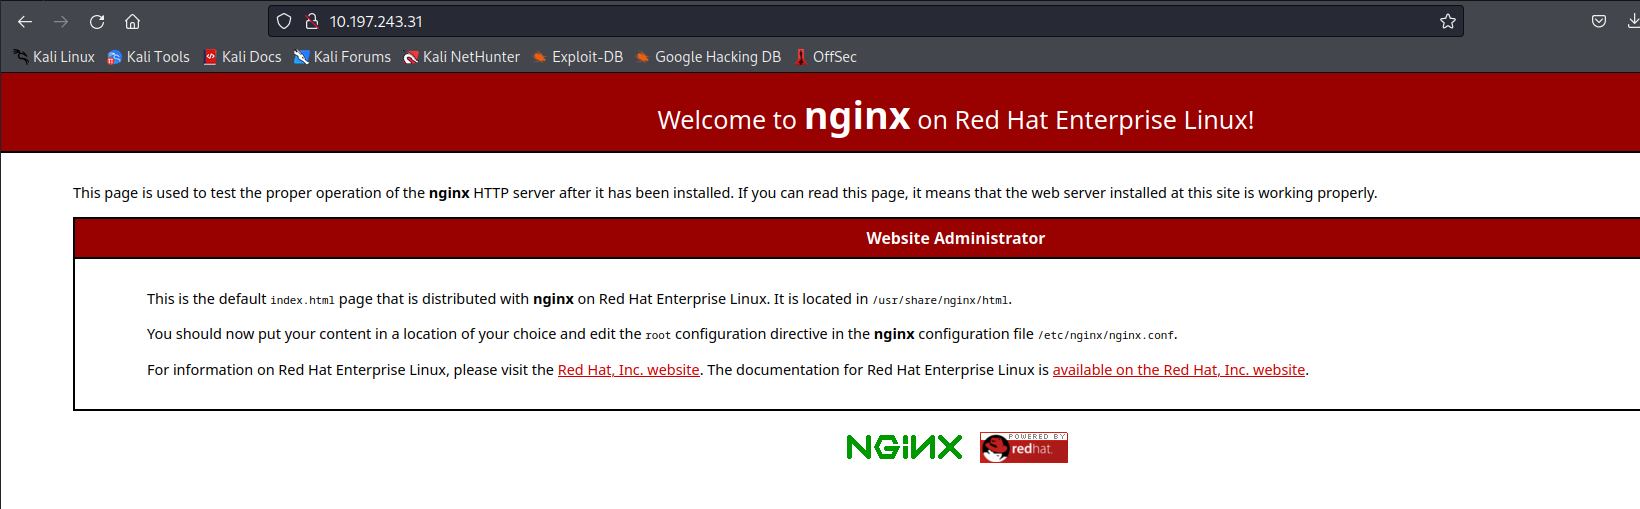 10.197.243.31
Kali Linux Kali Tools Kali Docs Kali Forums Kali NetHunter Exploit-DB Google Hacking DB OffSec
Welcome to nginx on Red Hat Enterprise Linux!
This page is used to test the proper operation of the nginx HTTP server after it has been installed. If you can read this page, it means that the web server installed at this site is working properly.
Website Administrator
This is the default index.html page that is distributed with nginx on Red Hat Enterprise Linux. It is located in /usr/share/nginx/html.
You should now put your content in a location of your choice and edit the root configuration directive in the nginx configuration file /etc/nginx/nginx.conf.
For information on Red Hat Enterprise Linux, please visit the Red Hat, Inc. website. The documentation for Red Hat Enterprise Linux is available on the Red Hat, Inc. website.
NGiNX POWERED BY
redhat.